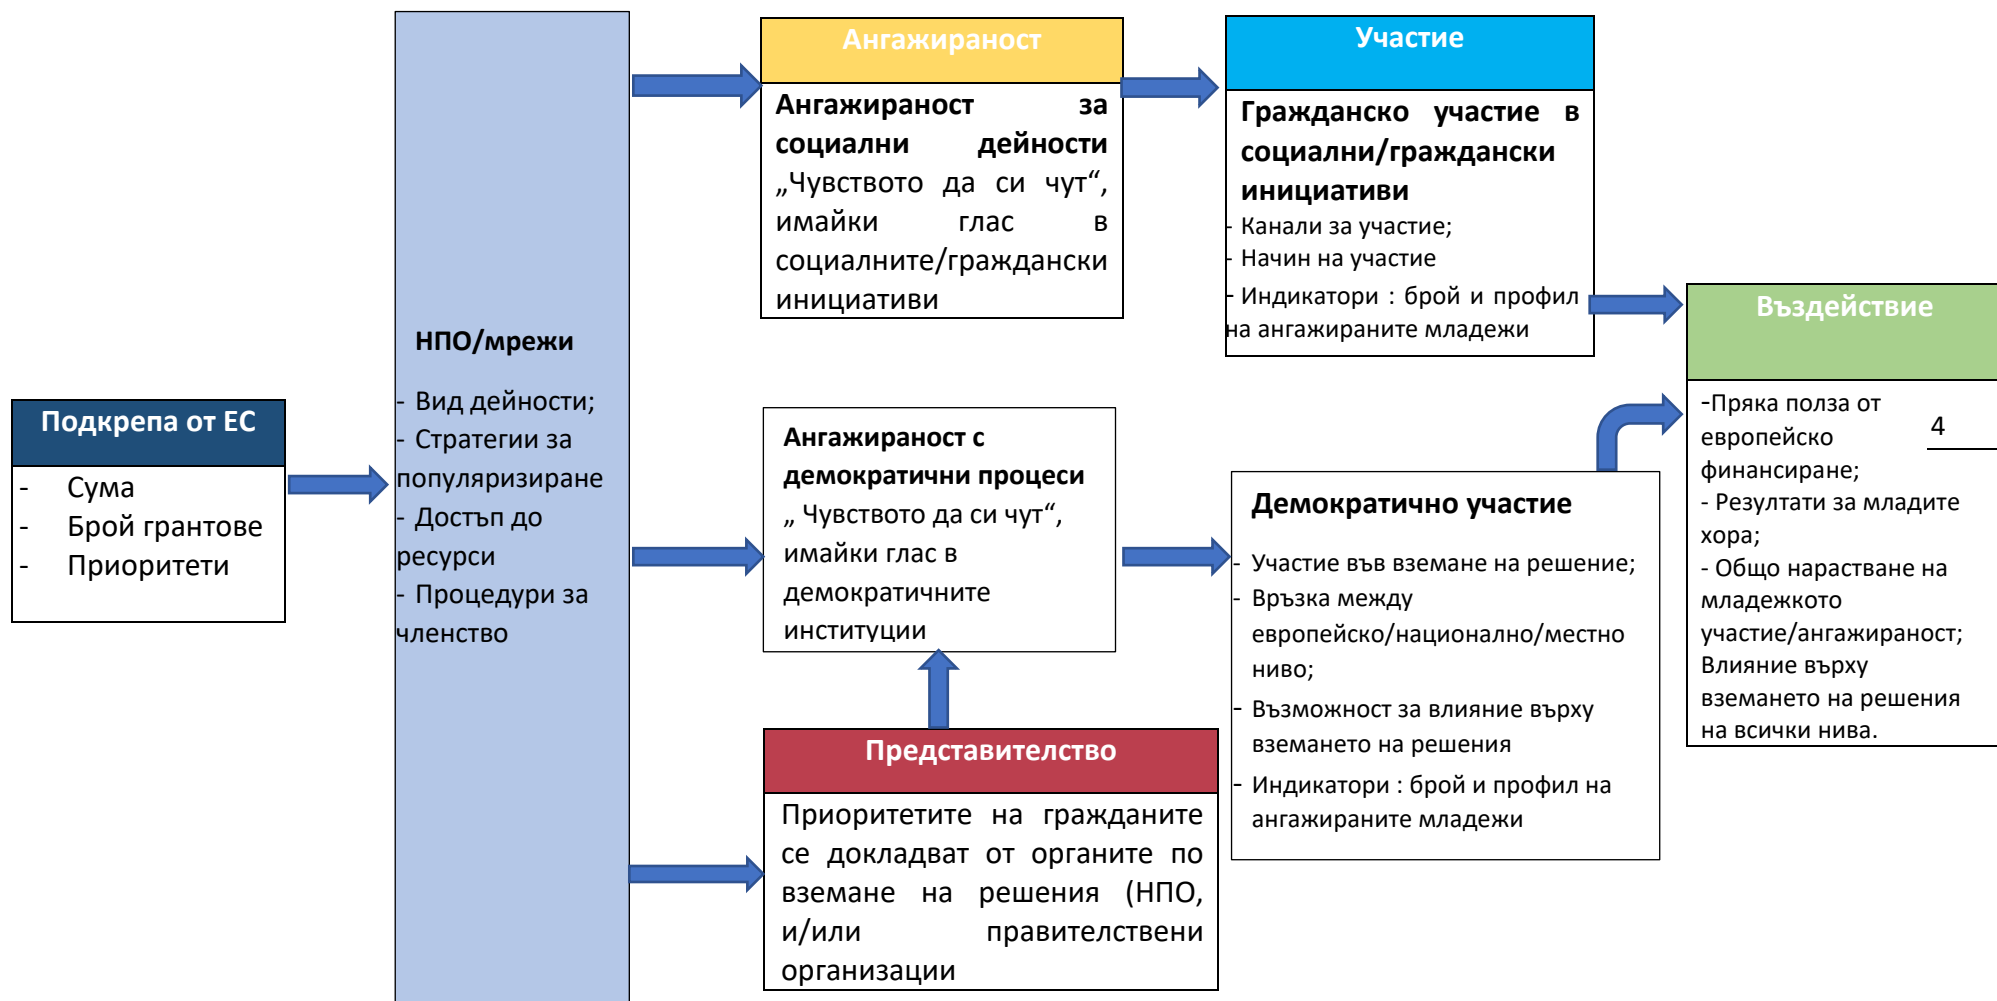 Подкрепа от ЕС
- Сума
- Брой грантове
- Приоритети
НПО/мрежи
- Вид дейности;
- Стратегии за
популяризиране
- Достъп до
ресурси
- Процедури за
членство
Ангажираност
Ангажираност за
социални дейности
„Чувството да си чут“,
имайки глас в
социалните/граждански
инициативи
Участие
Гражданско участие в
социални/граждански
инициативи
- Канали за участие;
- Начин на участие
- Индикатори : брой и профил
на ангажираните младежи
Ангажираност с
демократични процеси
„ Чувството да си чут“,
имайки глас в
демократичните
институции
Представителство
Приоритетите на гражданите
се докладват от органите по
вземане на решения (НПО,
и/или правителствени
организации
Демократично участие
- Участие във вземане на решение;
- Връзка между
европейско/национално/местно
ниво;
- Възможност за влияние върху
вземането на решения
- Индикатори : брой и профил на
ангажираните младежи
Въздействие
-Пряка полза от
европейско
финансиране;
- Резултати за младите
хора;
- Общо нарастване на
младежкото
участие/ангажираност;
Влияние върху
вземането на решения
на всички нива.
4